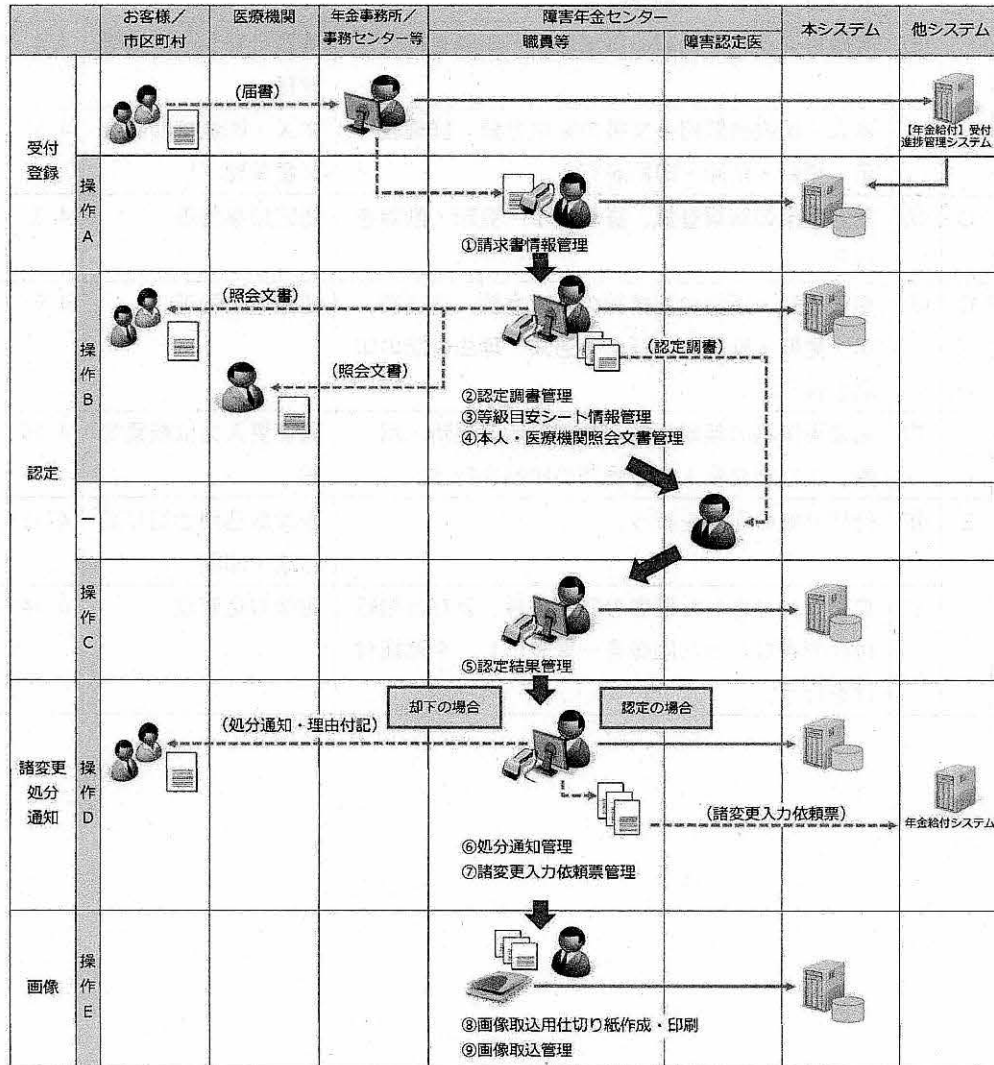 お客様／
市区町村
医療機関
年金事務所／
事務センター等
障害年金センター
職員等
障害認定医
本システム
他システム
受付
登録
(届書)
【年金給付】受付
進捗管理システム
操作A
①請求書情報管理
認定
操作B
(照会文書)
(照会文書)
(認定調書)
②認定調書管理
③等級目安シート情報管理
④本人・医療機関照会文書管理
ー
操作C
⑤認定結果管理
諸変更
処分
通知
操作D
却下の場合
認定の場合
(処分通知・理由付記)
(諸変更入力依頼票)
年金給付システム
⑥処分通知管理
⑦諸変更入力依頼票管理
画像
操作E
⑧画像取込用仕切り紙作成・印刷
⑨画像取込管理